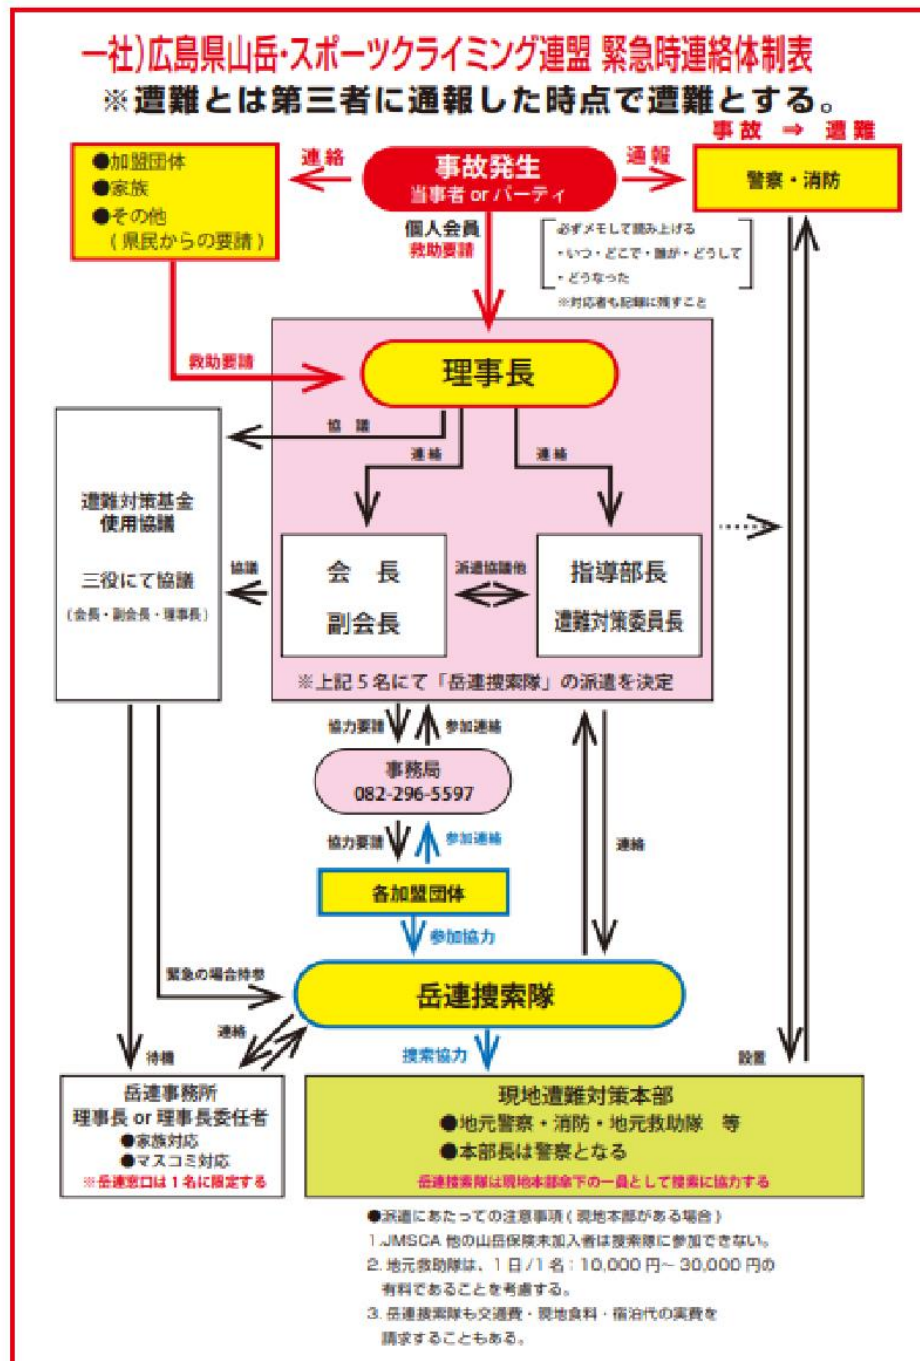 一社)広島県山岳・スポーツクライミング連盟 緊急時連絡体制表
※遭難とは第三者に通報した時点で遭難とする。
事故 ⇒ 遭難
●加盟団体
●家族
●その他
(県民からの要請)
連絡
事故発生
当事者 or パーティ
通報
警察・消防
個人会員
救助要請
必ずメモして読み上げる
・いつ・どこで・誰が・どうして
・どうなった
※対応者も記録に残すこと
救助要請
理事長
協 議
連絡
連絡
遭難対策基金
使用協議
三役にて協議
(会長・副会長・理事長)
協議
会 長
副会長
派遣協議他
指導部長
遭難対策委員長
※上記 5 名にて「岳連捜索隊」の派遣を決定
協力要請
参加連絡
事務局
082-296-5597
協力要請
参加連絡
連絡
各加盟団体
参加協力
緊急の場合持参
岳連捜索隊
連絡
待機
捜索協力
設置
岳連事務所
理事長 or 理事長委任者
●家族対応
●マスコミ対応
※岳連窓口は 1 名に限定する
現地遭難対策本部
●地元警察・消防・地元救助隊 等
●本部長は警察となる
岳連捜索隊は現地本部傘下の一員として捜索に協力する
●派遣にあたっての注意事項 ( 現地本部がある場合 )
1.JMSCA 他の山岳保険未加入者は捜索隊に参加できない。
2. 地元救助隊は、1 日 /1 名:10,000 円～ 30,000 円の
有料であることを考慮する。
3. 岳連捜索隊も交通費・現地食料・宿泊代の実費を
請求することもある。